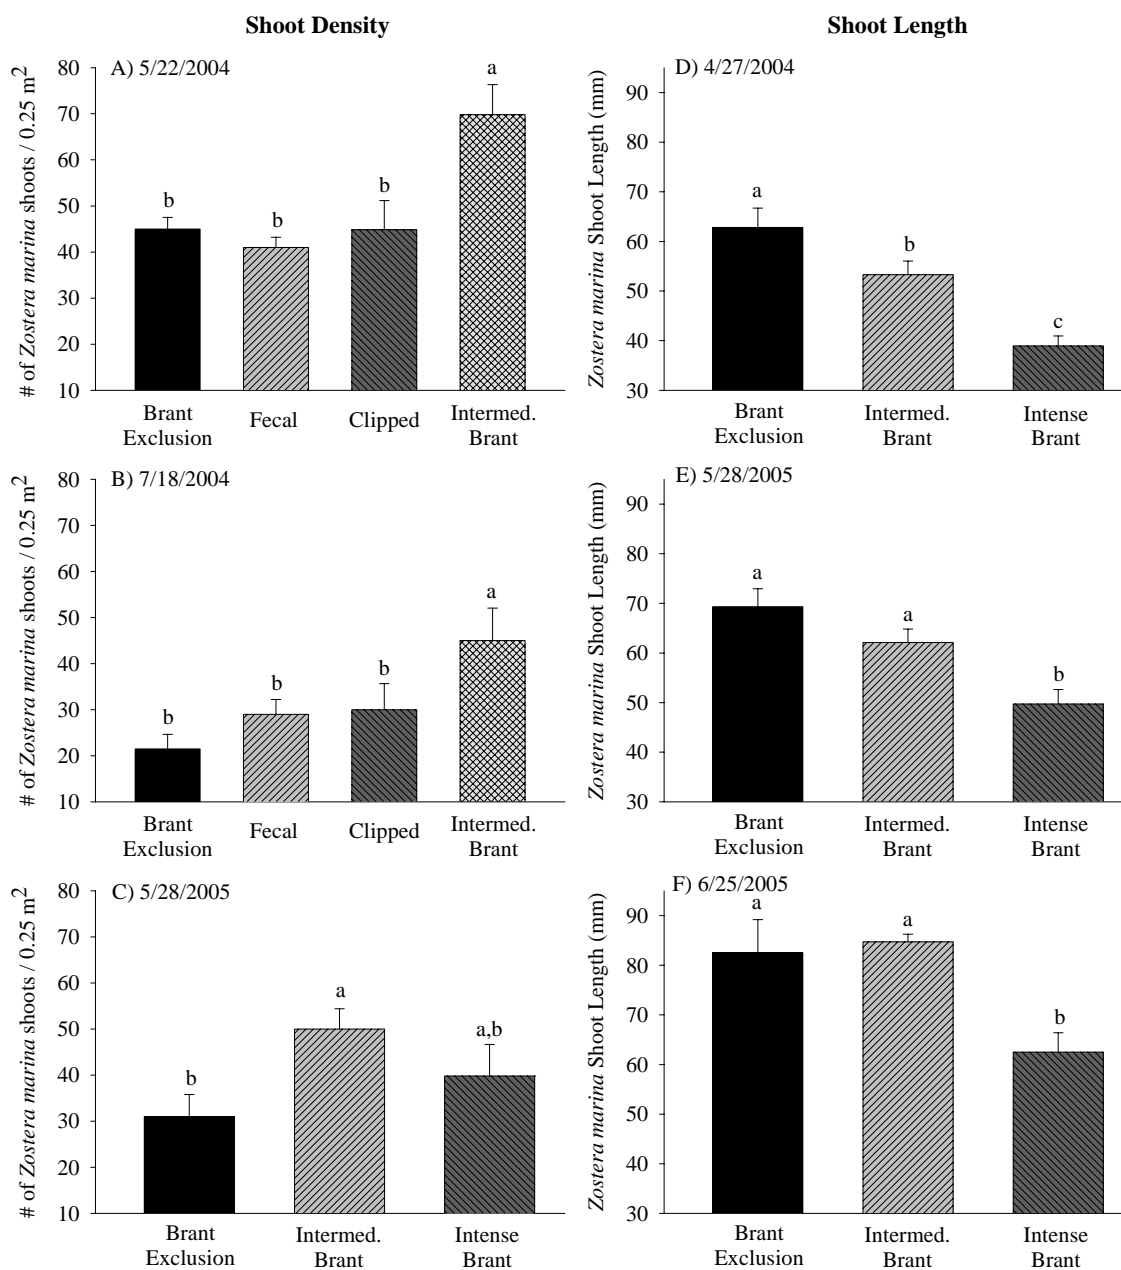 Shoot Density
Shoot Length
A) 5/22/2004
# of Zostera marina shoots / 0.25 m²
80
70
60
50
40
30
20
10
b
b
b
a
Brant
Exclusion
Fecal
Clipped
Intermed.
Brant
D) 4/27/2004
Zostera marina Shoot Length (mm)
90
80
70
60
50
40
30
a
b
c
Brant
Exclusion
Intermed.
Brant
Intense
Brant
B) 7/18/2004
# of Zostera marina shoots / 0.25 m²
80
70
60
50
40
30
20
10
b
b
b
a
Brant
Exclusion
Fecal
Clipped
Intermed.
Brant
E) 5/28/2005
Zostera marina Shoot Length (mm)
90
80
70
60
50
40
30
a
a
b
Brant
Exclusion
Intermed.
Brant
Intense
Brant
C) 5/28/2005
# of Zostera marina shoots / 0.25 m²
80
70
60
50
40
30
20
10
b
a
a,b
Brant
Exclusion
Intermed.
Brant
Intense
Brant
F) 6/25/2005
Zostera marina Shoot Length (mm)
90
80
70
60
50
40
30
a
a
b
Brant
Exclusion
Intermed.
Brant
Intense
Brant